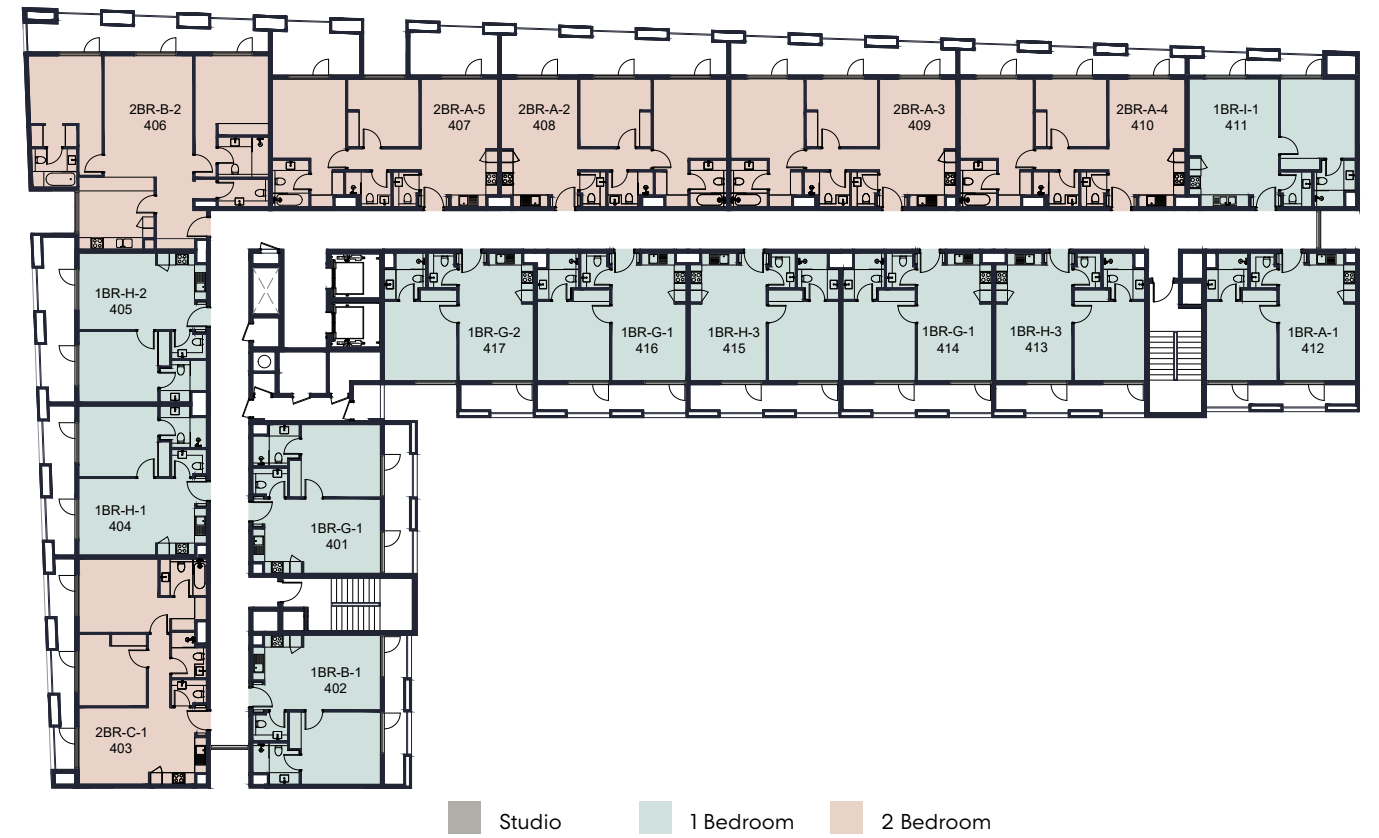 2BR-B-2
406
2BR-A-5
407
2BR-A-2
408
2BR-A-3
409
2BR-A-4
410
1BR-I-1
411
1BR-H-2
405
1BR-G-2
417
1BR-G-1
416
1BR-H-3
415
1BR-G-1
414
1BR-H-3
413
1BR-A-1
412
1BR-H-1
404
1BR-G-1
401
1BR-B-1
402
2BR-C-1
403
Studio
1 Bedroom
2 Bedroom